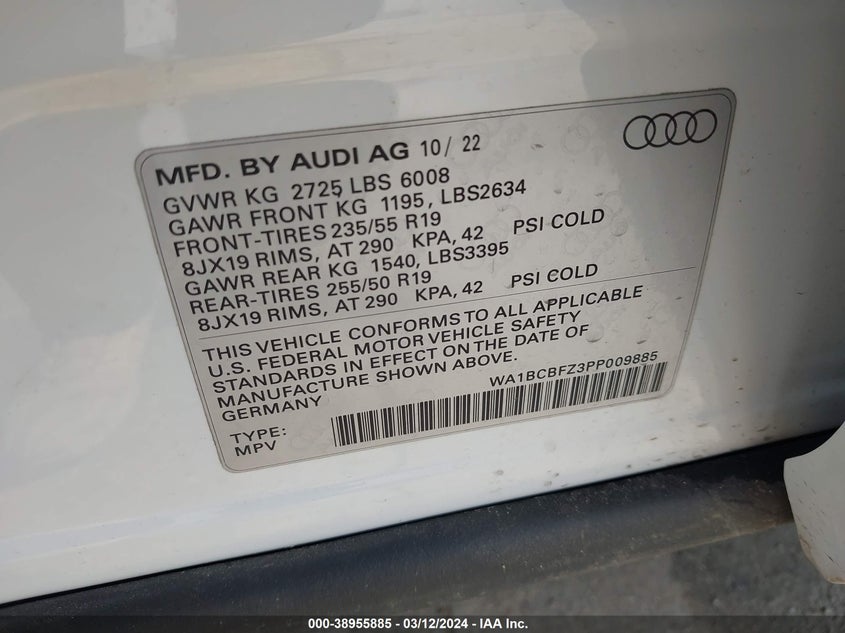 MFD. BY AUDI AG 10/ 22
GVWR KG 2725 LBS 6008
GAWR FRONT KG 1195, LBS2634
FRONT-TIRES 235/55 R19
8JX19 RIMS, AT 290 KPA, 42 PSI COLD
GAWR REAR KG 1540, LBS3395
REAR-TIRES 255/50 R19
8JX19 RIMS, AT 290 KPA, 42 PSI COLD
THIS VEHICLE CONFORMS TO ALL APPLICABLE
U.S. FEDERAL MOTOR VEHICLE SAFETY
STANDARDS IN EFFECT ON THE DATE OF
MANUFACTURE SHOWN ABOVE.
GERMANY
WA1BCBFZ3PP009885
TYPE:
MPV
000-38955885 - 03/12/2024 - IAA Inc.